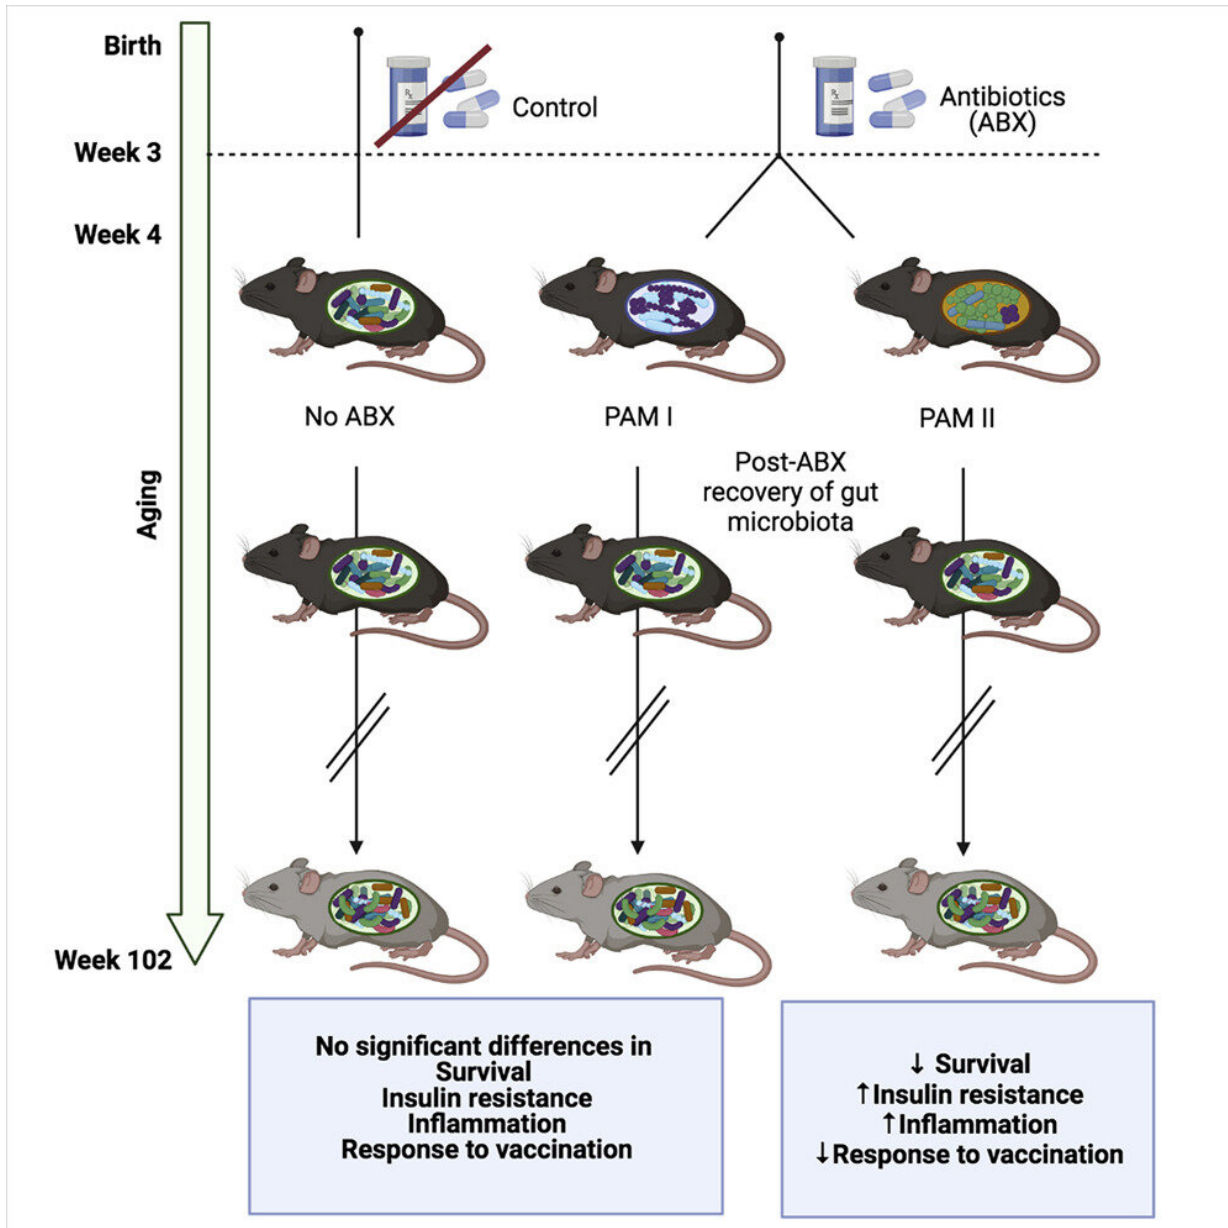 Birth
Control
Antibiotics
(ABX)
Week 3
Week 4
No ABX
PAM I
PAM II
Post-ABX
recovery of gut
microbiota
Aging
Week 102
No significant differences in
Survival
Insulin resistance
Inflammation
Response to vaccination
↓ Survival
↑Insulin resistance
↑Inflammation
↓Response to vaccination